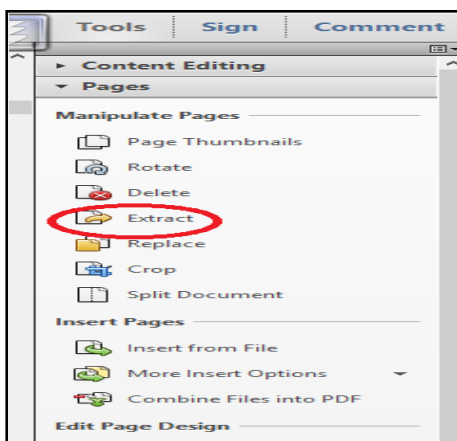 Tools Sign Comment
Content Editing
Pages
Manipulate Pages
Page Thumbnails
Rotate
Delete
Extract
Replace
Crop
Split Document
Insert Pages
Insert from File
More Insert Options
Combine Files into PDF
Edit Page Design